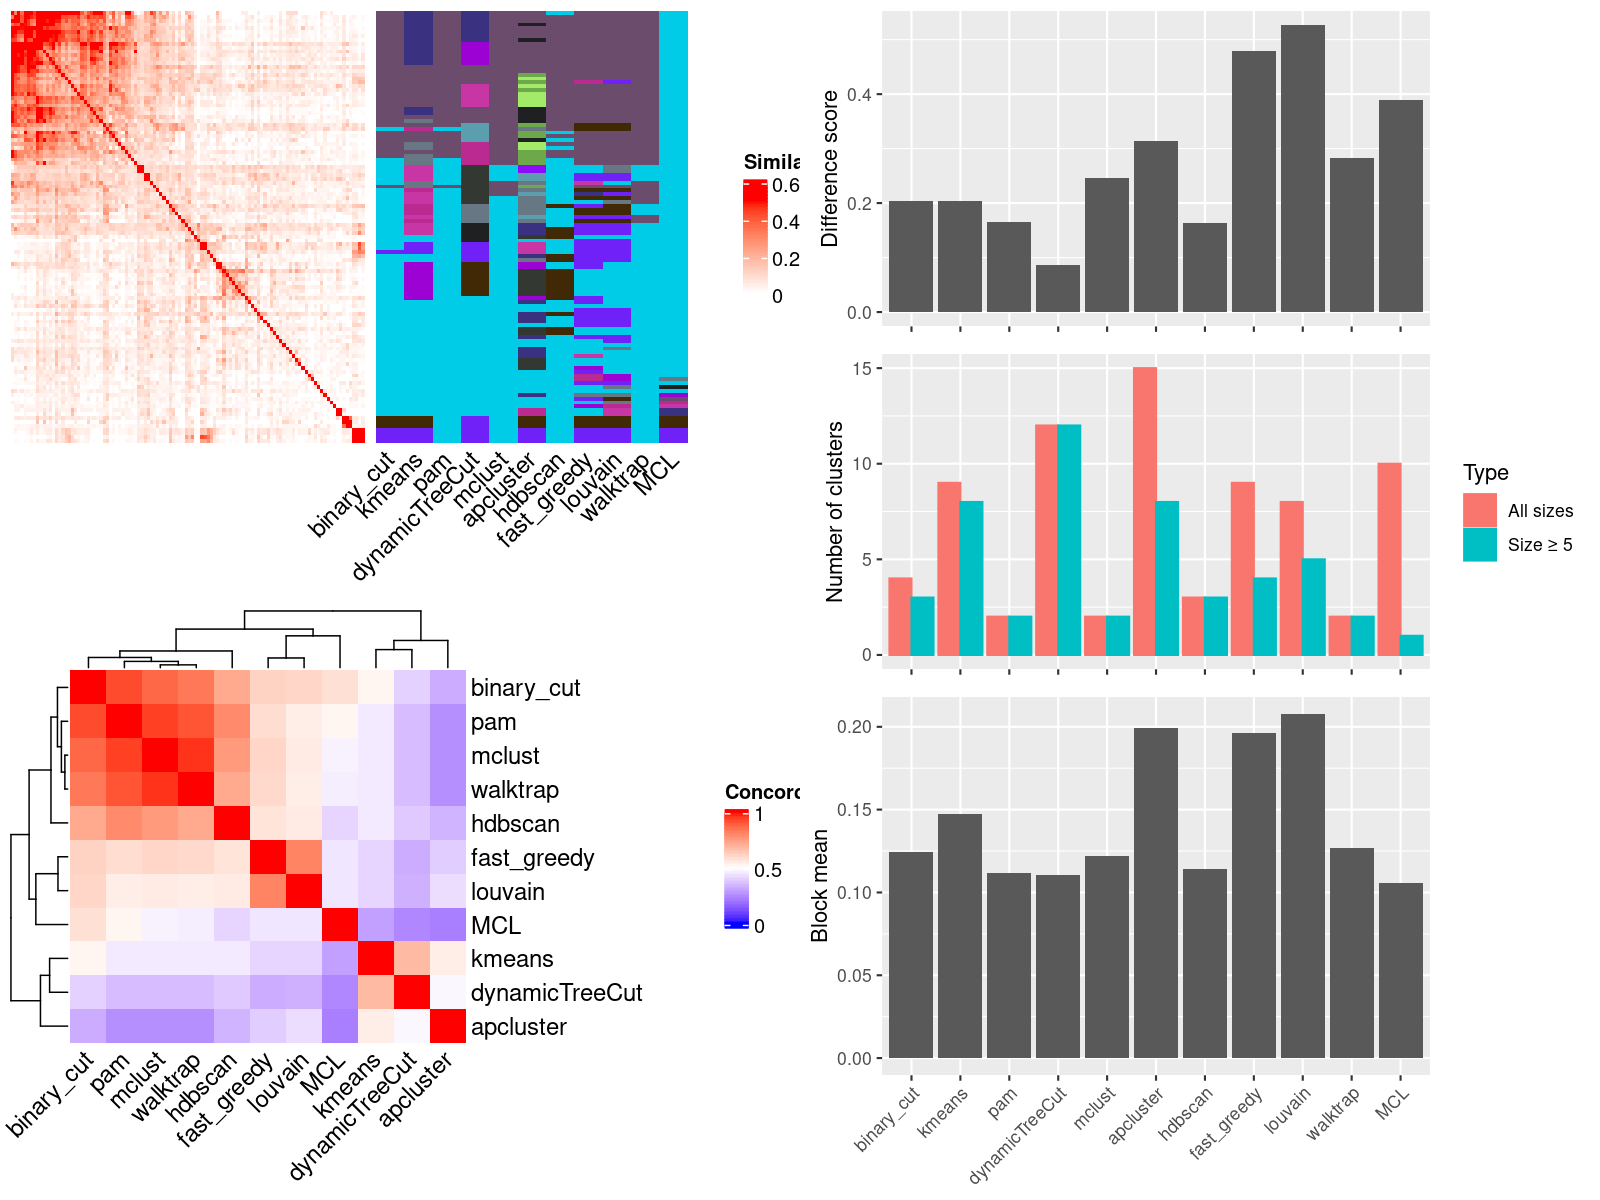 Simila
0.6
0.4
0.2
0
binary_cut
kmeans
pam
dynamicTreeCut
mclust
apcluster
hdbscan
fast_greedy
louvain
walktrap
MCL
binary_cut
pam
mclust
walktrap
hdbscan
fast_greedy
louvain
MCL
kmeans
dynamicTreeCut
apcluster
Concord
1
0.5
0
binary_cut
pam
mclust
walktrap
hdbscan
fast_greedy
louvain
MCL
kmeans
dynamicTreeCut
apcluster
Difference score
0.4
0.2
0.0
Number of clusters
15
10
5
0
Type
All sizes
Size ≥ 5
Block mean
0.20
0.15
0.10
0.05
0.00
binary_cut
kmeans
pam
dynamicTreeCut
mclust
apcluster
hdbscan
fast_greedy
louvain
walktrap
MCL